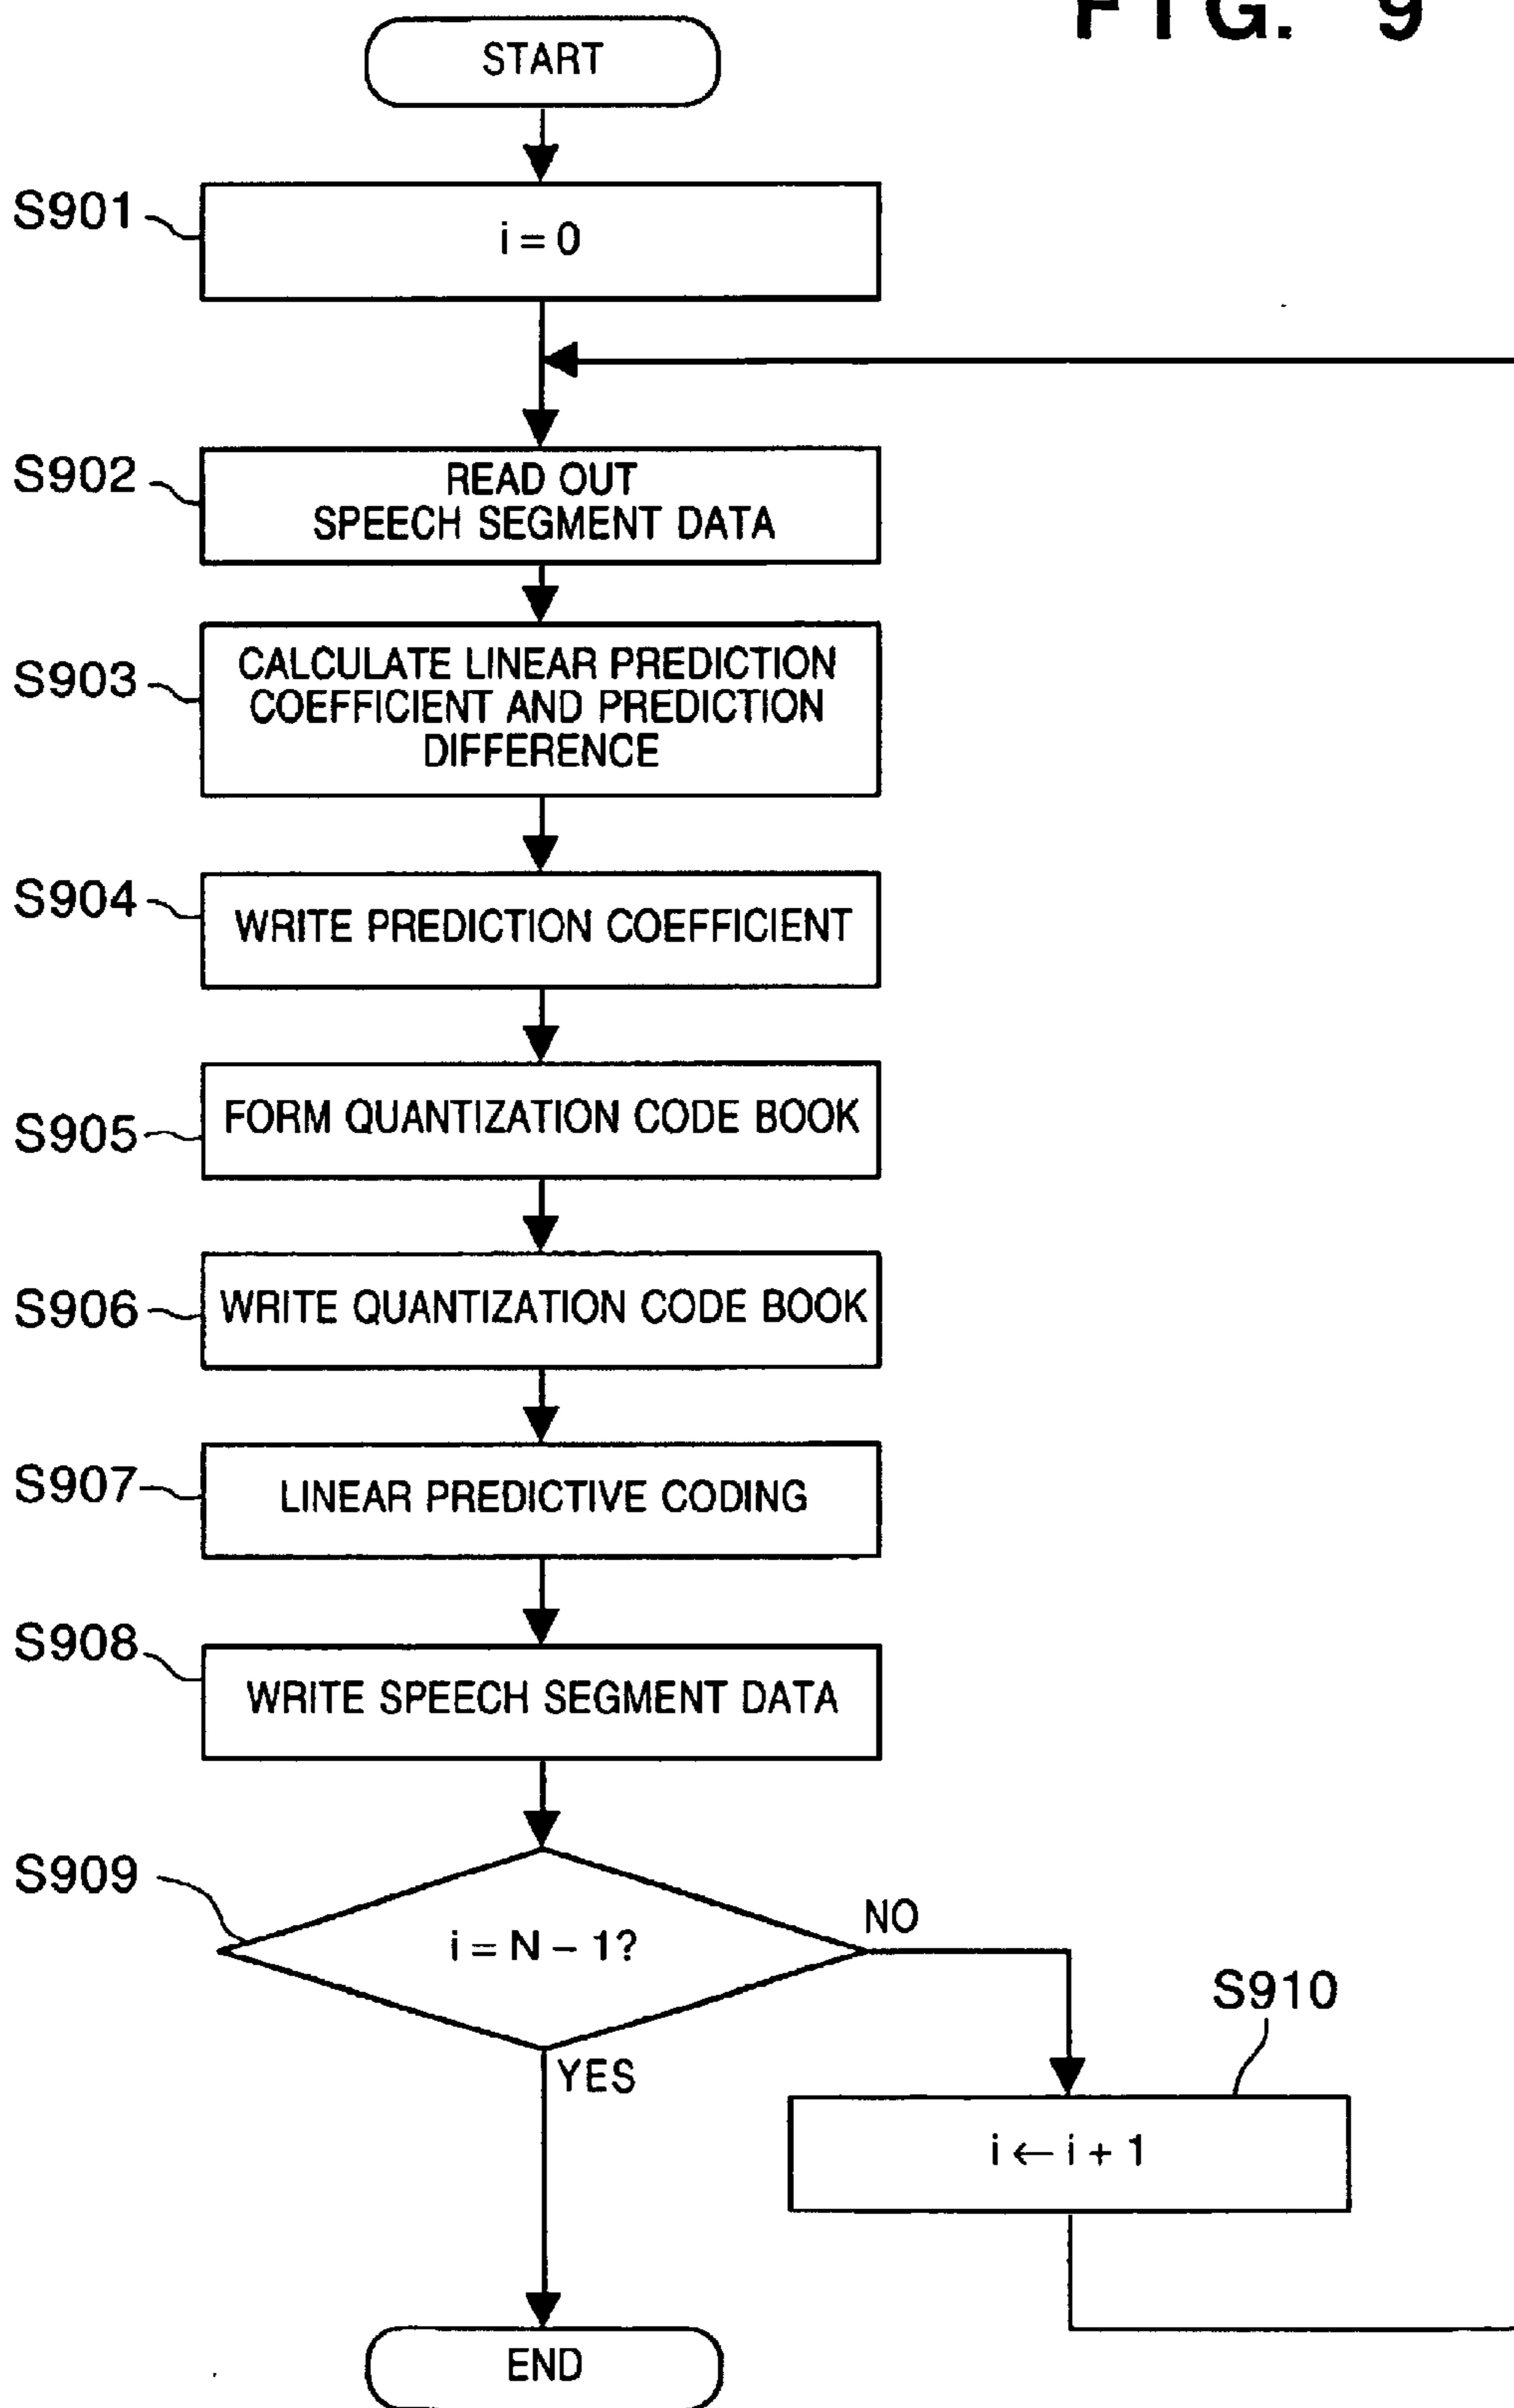 FIG. 9
START
S901
i = 0
S902
READ OUT
SPEECH SEGMENT DATA
S903
CALCULATE LINEAR PREDICTION
COEFFICIENT AND PREDICTION
DIFFERENCE
S904
WRITE PREDICTION COEFFICIENT
S905
FORM QUANTIZATION CODE BOOK
S906
WRITE QUANTIZATION CODE BOOK
S907
LINEAR PREDICTIVE CODING
S908
WRITE SPEECH SEGMENT DATA
S909
i = N − 1?
NO
YES
S910
i ← i + 1
END